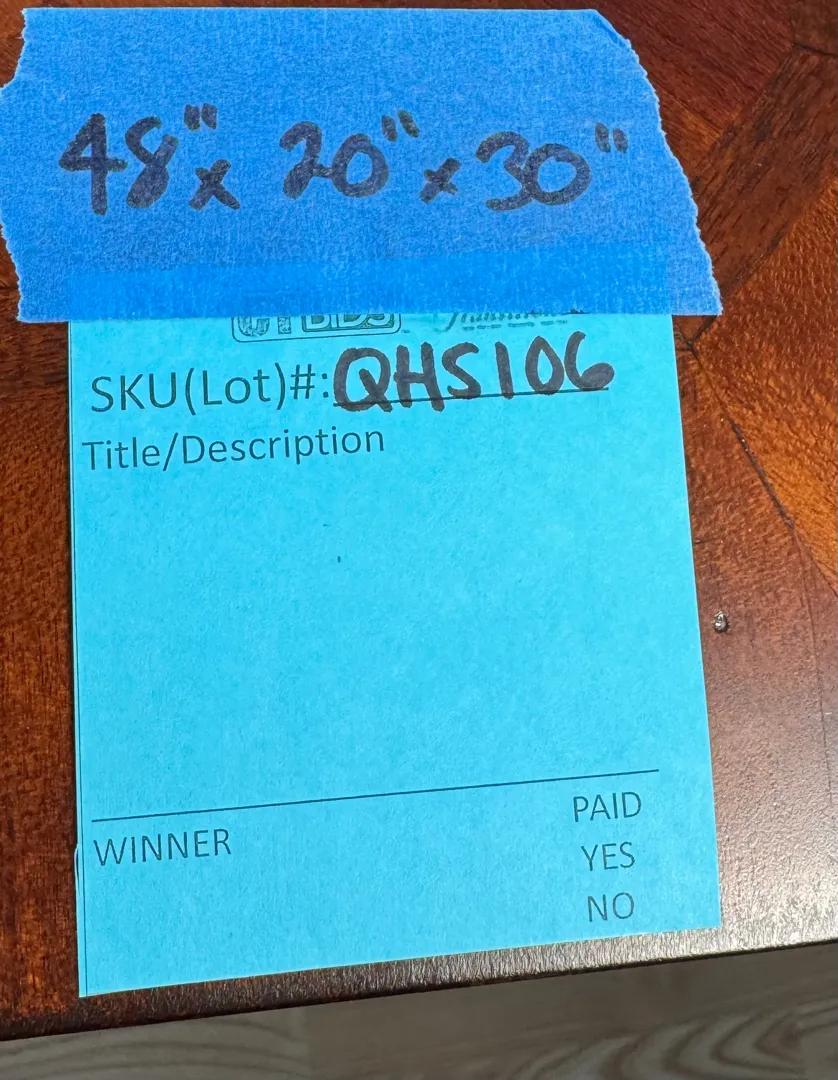 48" x 20" x 30"
SKU(Lot)#: QHS106
Title/Description
WINNER
PAID
YES
NO